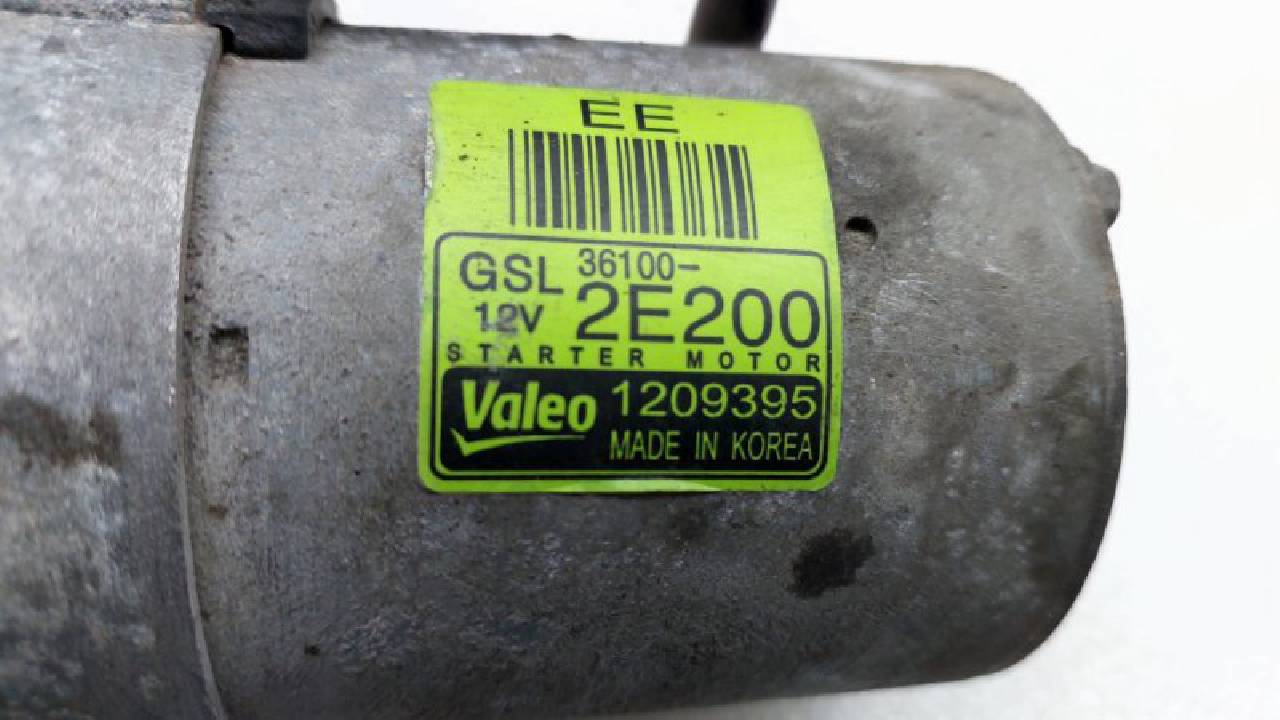 EE
GSL 36100-
12V 2E200
STARTER MOTOR
Valeo 1209395
MADE IN KOREA